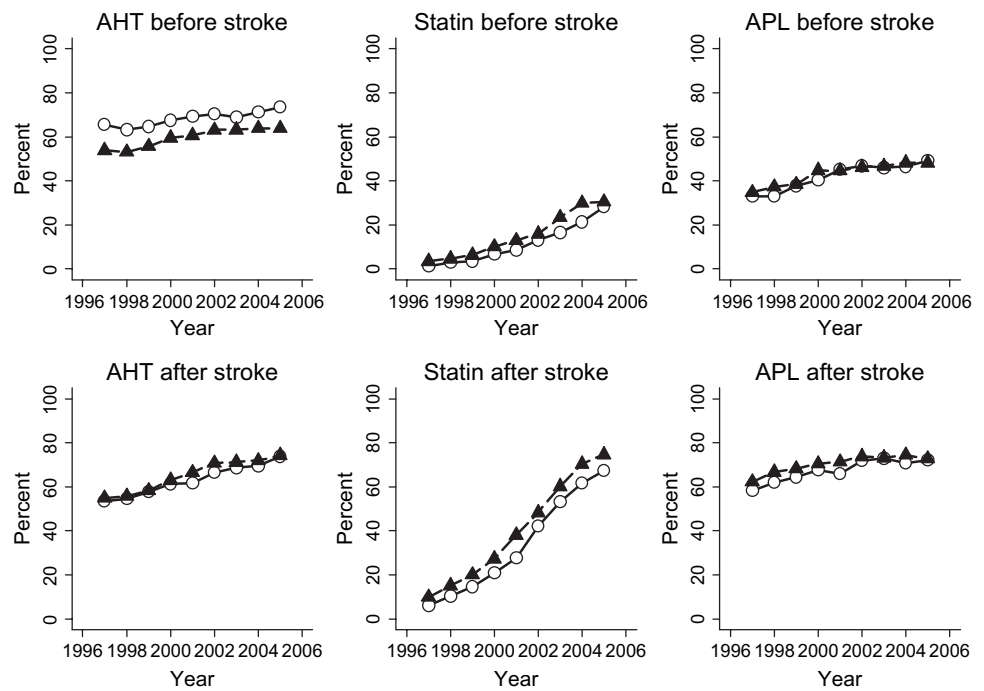 AHT before stroke
Percent
0 20 40 60 80 100
1996 1998 2000 2002 2004 2006
Year
Statin before stroke
Percent
0 20 40 60 80 100
1996 1998 2000 2002 2004 2006
Year
APL before stroke
Percent
0 20 40 60 80 100
1996 1998 2000 2002 2004 2006
Year
AHT after stroke
Percent
0 20 40 60 80 100
1996 1998 2000 2002 2004 2006
Year
Statin after stroke
Percent
0 20 40 60 80 100
1996 1998 2000 2002 2004 2006
Year
APL after stroke
Percent
0 20 40 60 80 100
1996 1998 2000 2002 2004 2006
Year